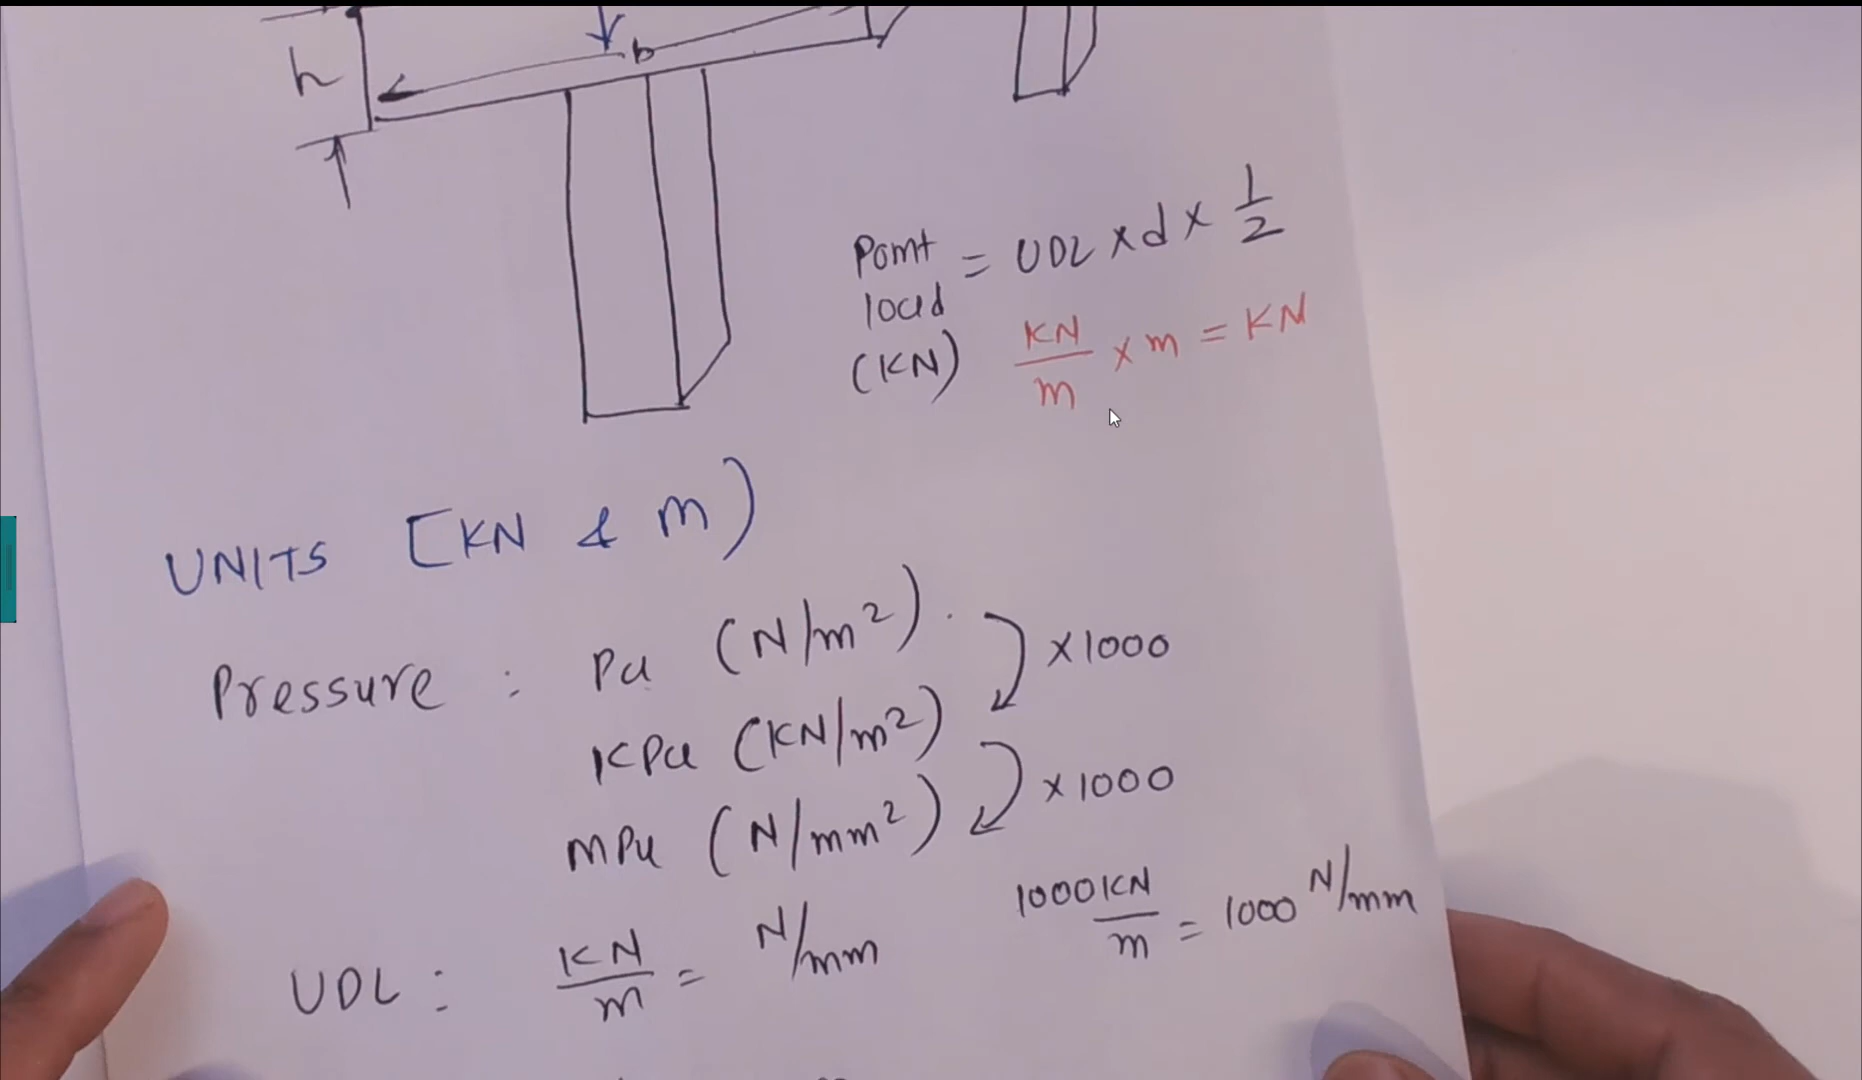 h
b
Point = UDL x d x 1/2
load
(KN) KN/m x m = KN
UNITS [KN & m)
Pressure : Pa (N/m²). x1000
KPa (KN/m²)
MPa (N/mm²) x1000
UDL : KN/m = N/mm 1000KN/m = 1000 N/mm